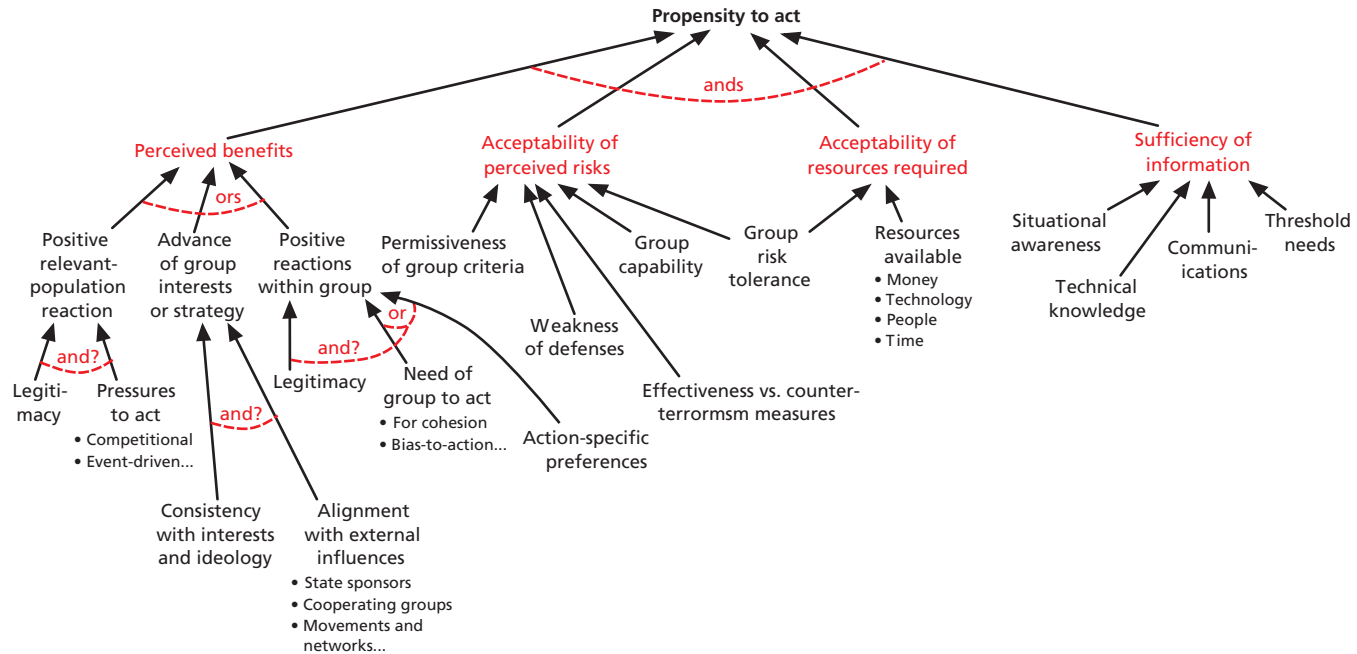 Propensity to act
ands
Perceived benefits
Acceptability of
perceived risks
Acceptability of
resources required
Sufficiency of
information
ors
Positive
relevant-
population
reaction
Advance
of group
interests
or strategy
Positive
reactions
within group
Permissiveness
of group criteria
Group
capability
Group
risk
tolerance
Resources
available
• Money
• Technology
• People
• Time
Situational
awareness
Technical
knowledge
Communi-
ications
Threshold
needs
or
and?
and?
Weakness
of defenses
Legiti-
macy
Pressures
to act
• Competitional
• Event-driven...
Legitimacy
Need of
group to act
• For cohesion
• Bias-to-action...
Effectiveness vs. counter-
terrormsm measures
and?
Action-specific
preferences
Consistency
with interests
and ideology
Alignment
with external
influences
• State sponsors
• Cooperating groups
• Movements and
networks...